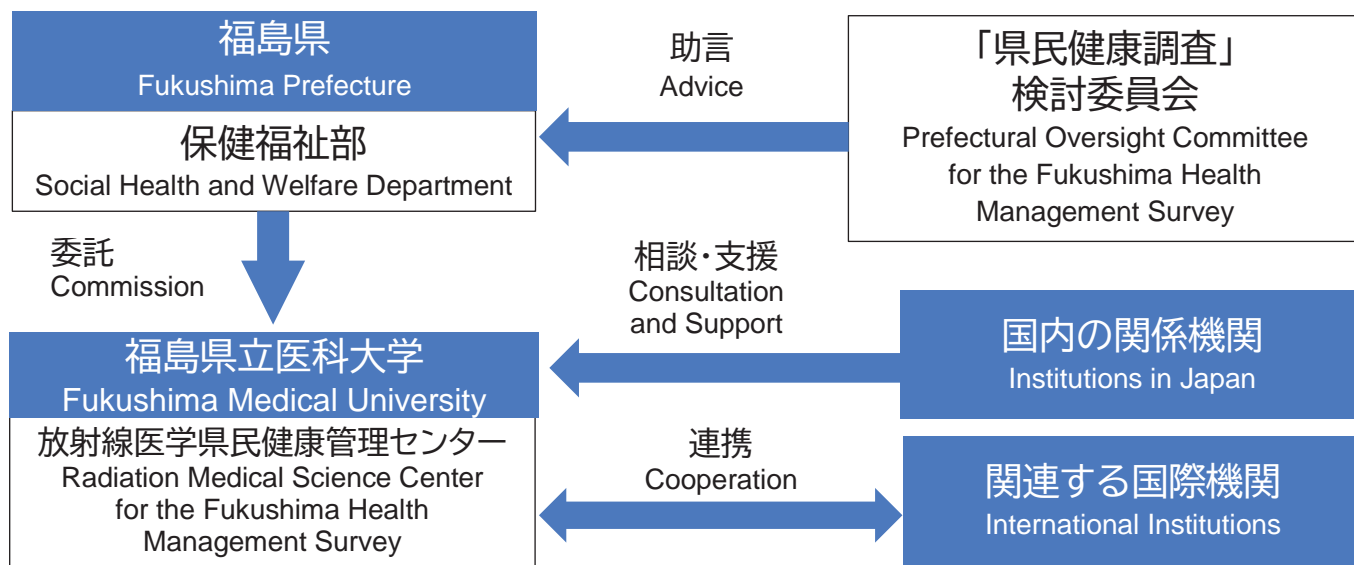 福島県
Fukushima Prefecture
保健福祉部
Social Health and Welfare Department
助言
Advice
「県民健康調査」
検討委員会
Prefectural Oversight Committee
for the Fukushima Health
Management Survey
委託
Commission
相談・支援
Consultation
and Support
国内の関係機関
Institutions in Japan
福島県立医科大学
Fukushima Medical University
放射線医学県民健康管理センター
Radiation Medical Science Center
for the Fukushima Health
Management Survey
連携
Cooperation
関連する国際機関
International Institutions